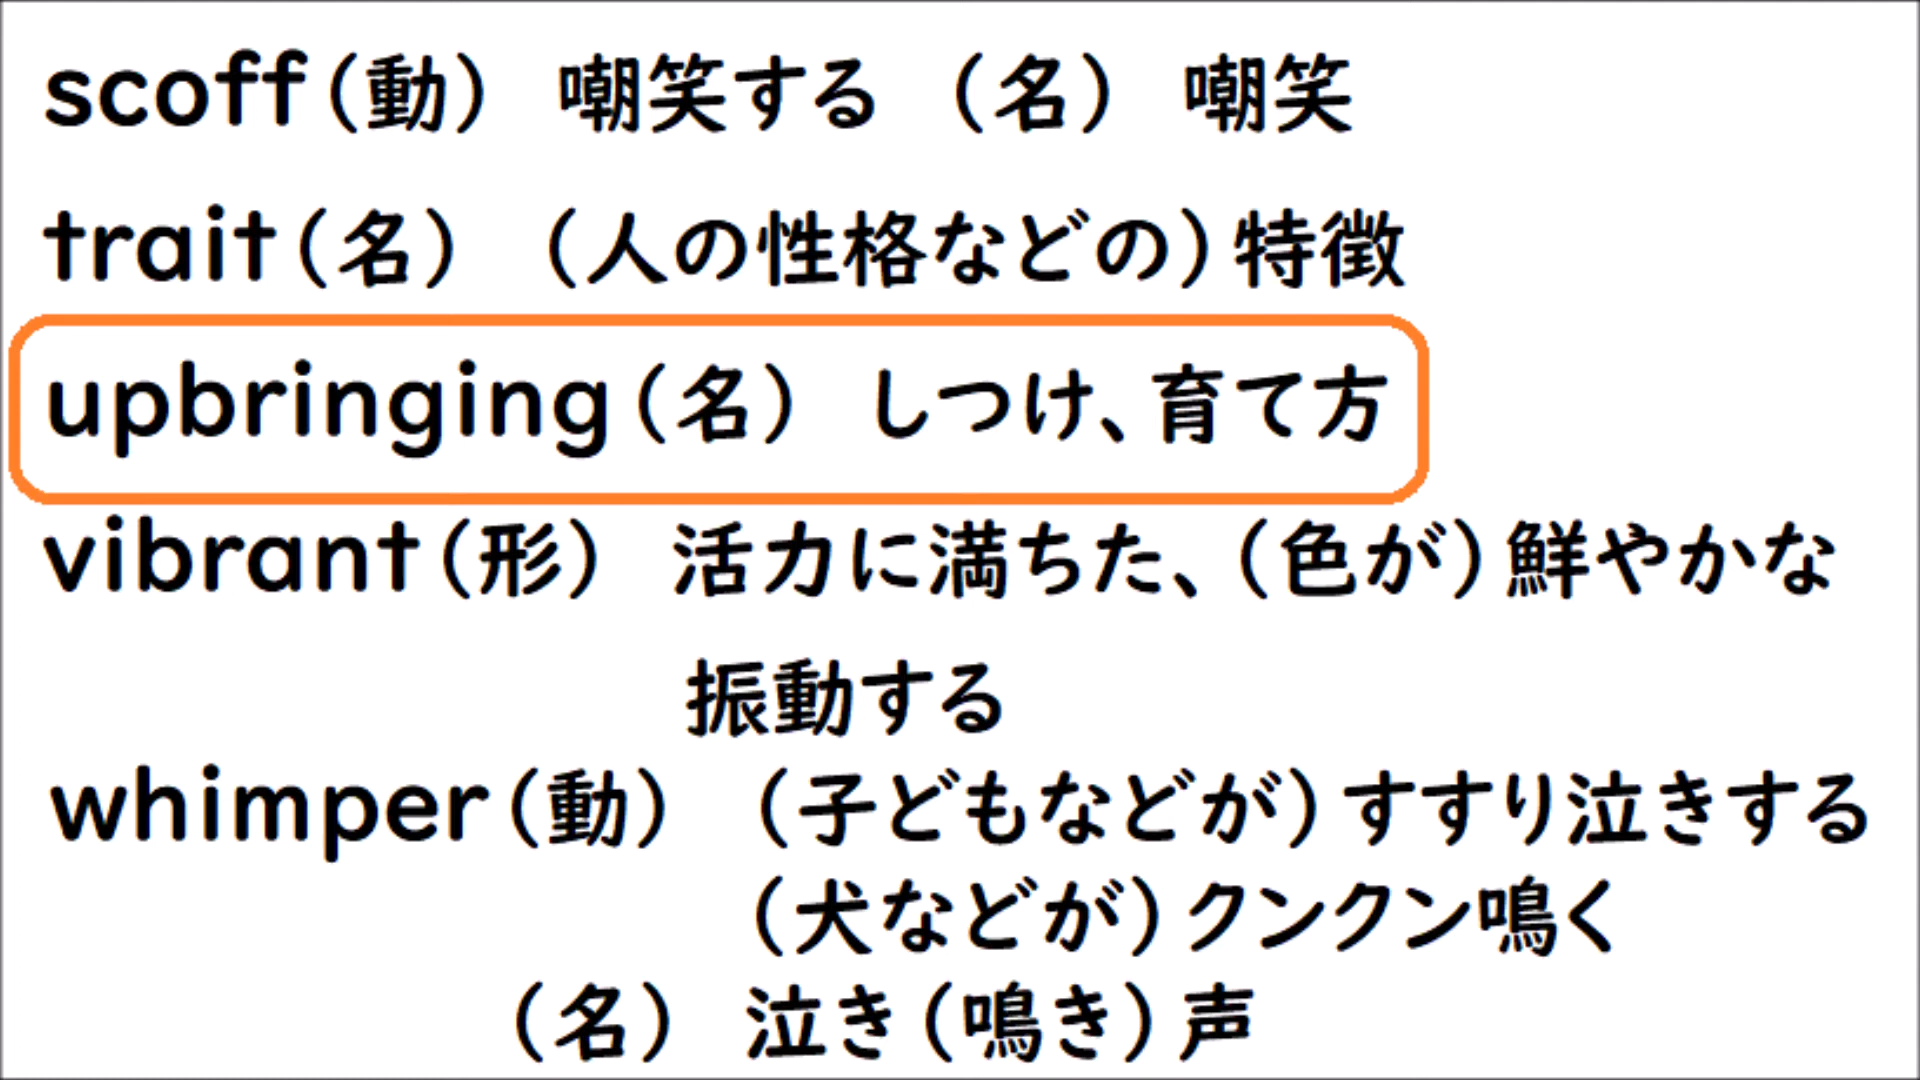 scoff(動) 嘲笑する (名) 嘲笑
trait(名) (人の性格などの)特徴
upbringing(名) しつけ、育て方
vibrant(形) 活力に満ちた、(色が)鮮やかな
振動する
whimper(動) (子どもなどが)すすり泣きする
(犬などが)クンクン鳴く
(名) 泣き(鳴き)声